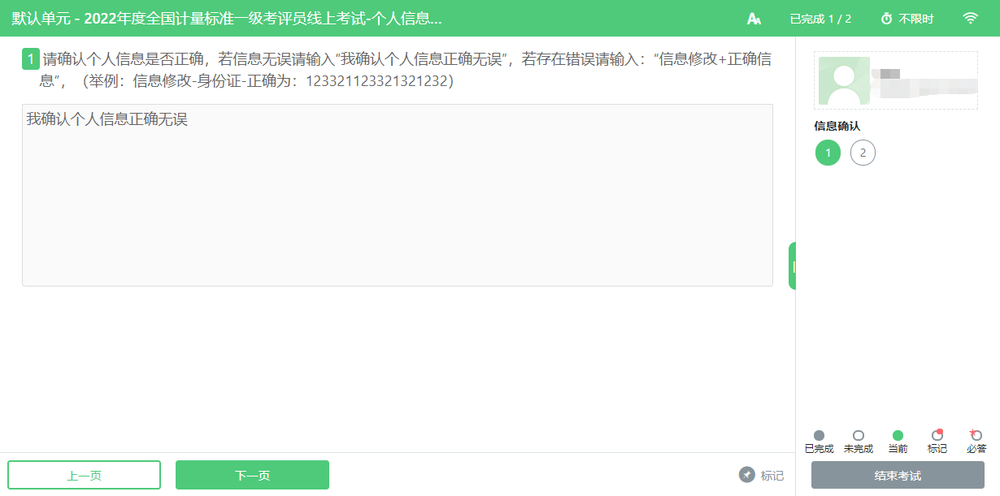 默认单元 - 2022年度全国计量标准一级考评员线上考试-个人信息...
AA
已完成 1 / 2
不限时
1 请确认个人信息是否正确，若信息无误请输入“我确认个人信息正确无误”，若存在错误请输入：“信息修改+正确信
息”，（举例：信息修改-身份证-正确为：123321123321321232）
我确认个人信息正确无误
信息确认
1 2
已完成 未完成 当前 标记 必答
上一页 下一页 标记 结束考试